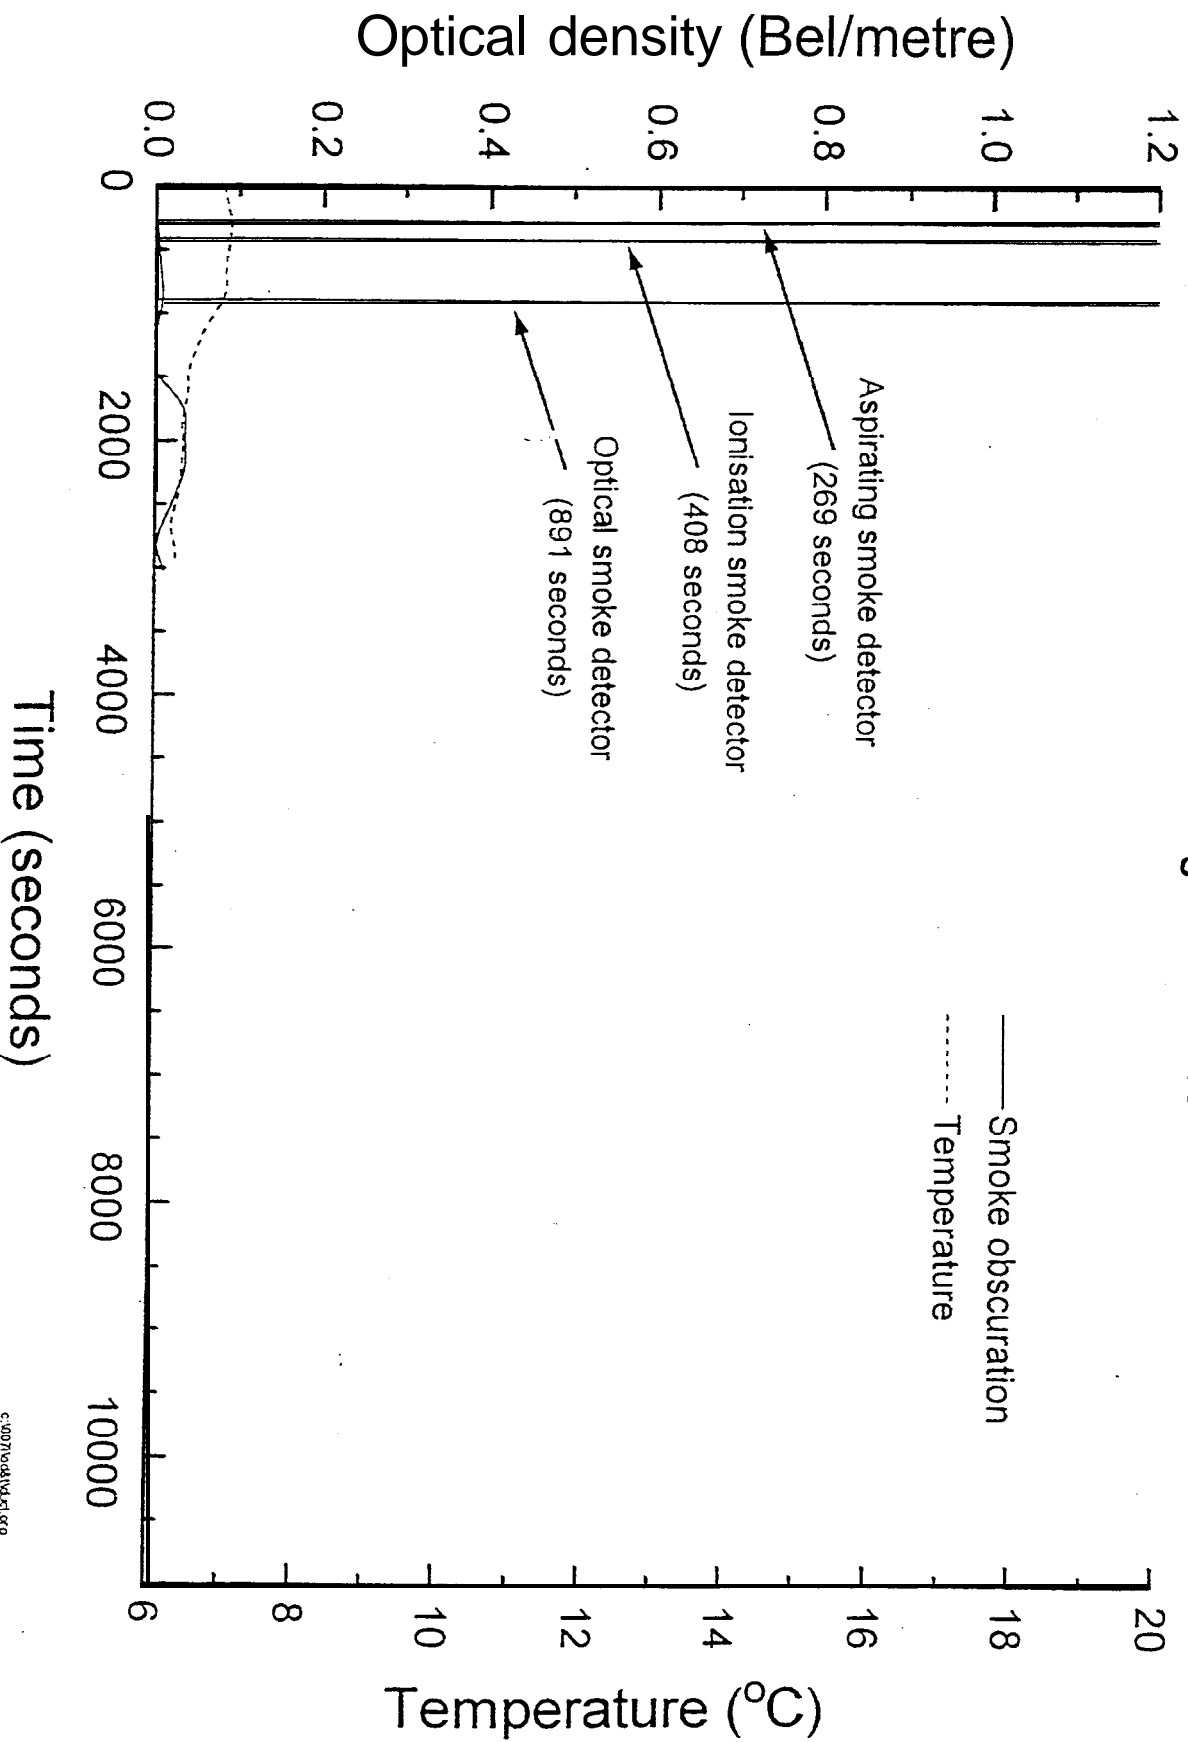 Optical density (Bel/metre)
1.2
1.0
0.8
0.6
0.4
0.2
0.0
Aspirating smoke detector
(269 seconds)
Ionisation smoke detector
(408 seconds)
Optical smoke detector
(891 seconds)
Smoke obscuration
Temperature
20
18
16
14
12
10
8
6
Temperature (°C)
0
2000
4000
6000
8000
10000
Time (seconds)